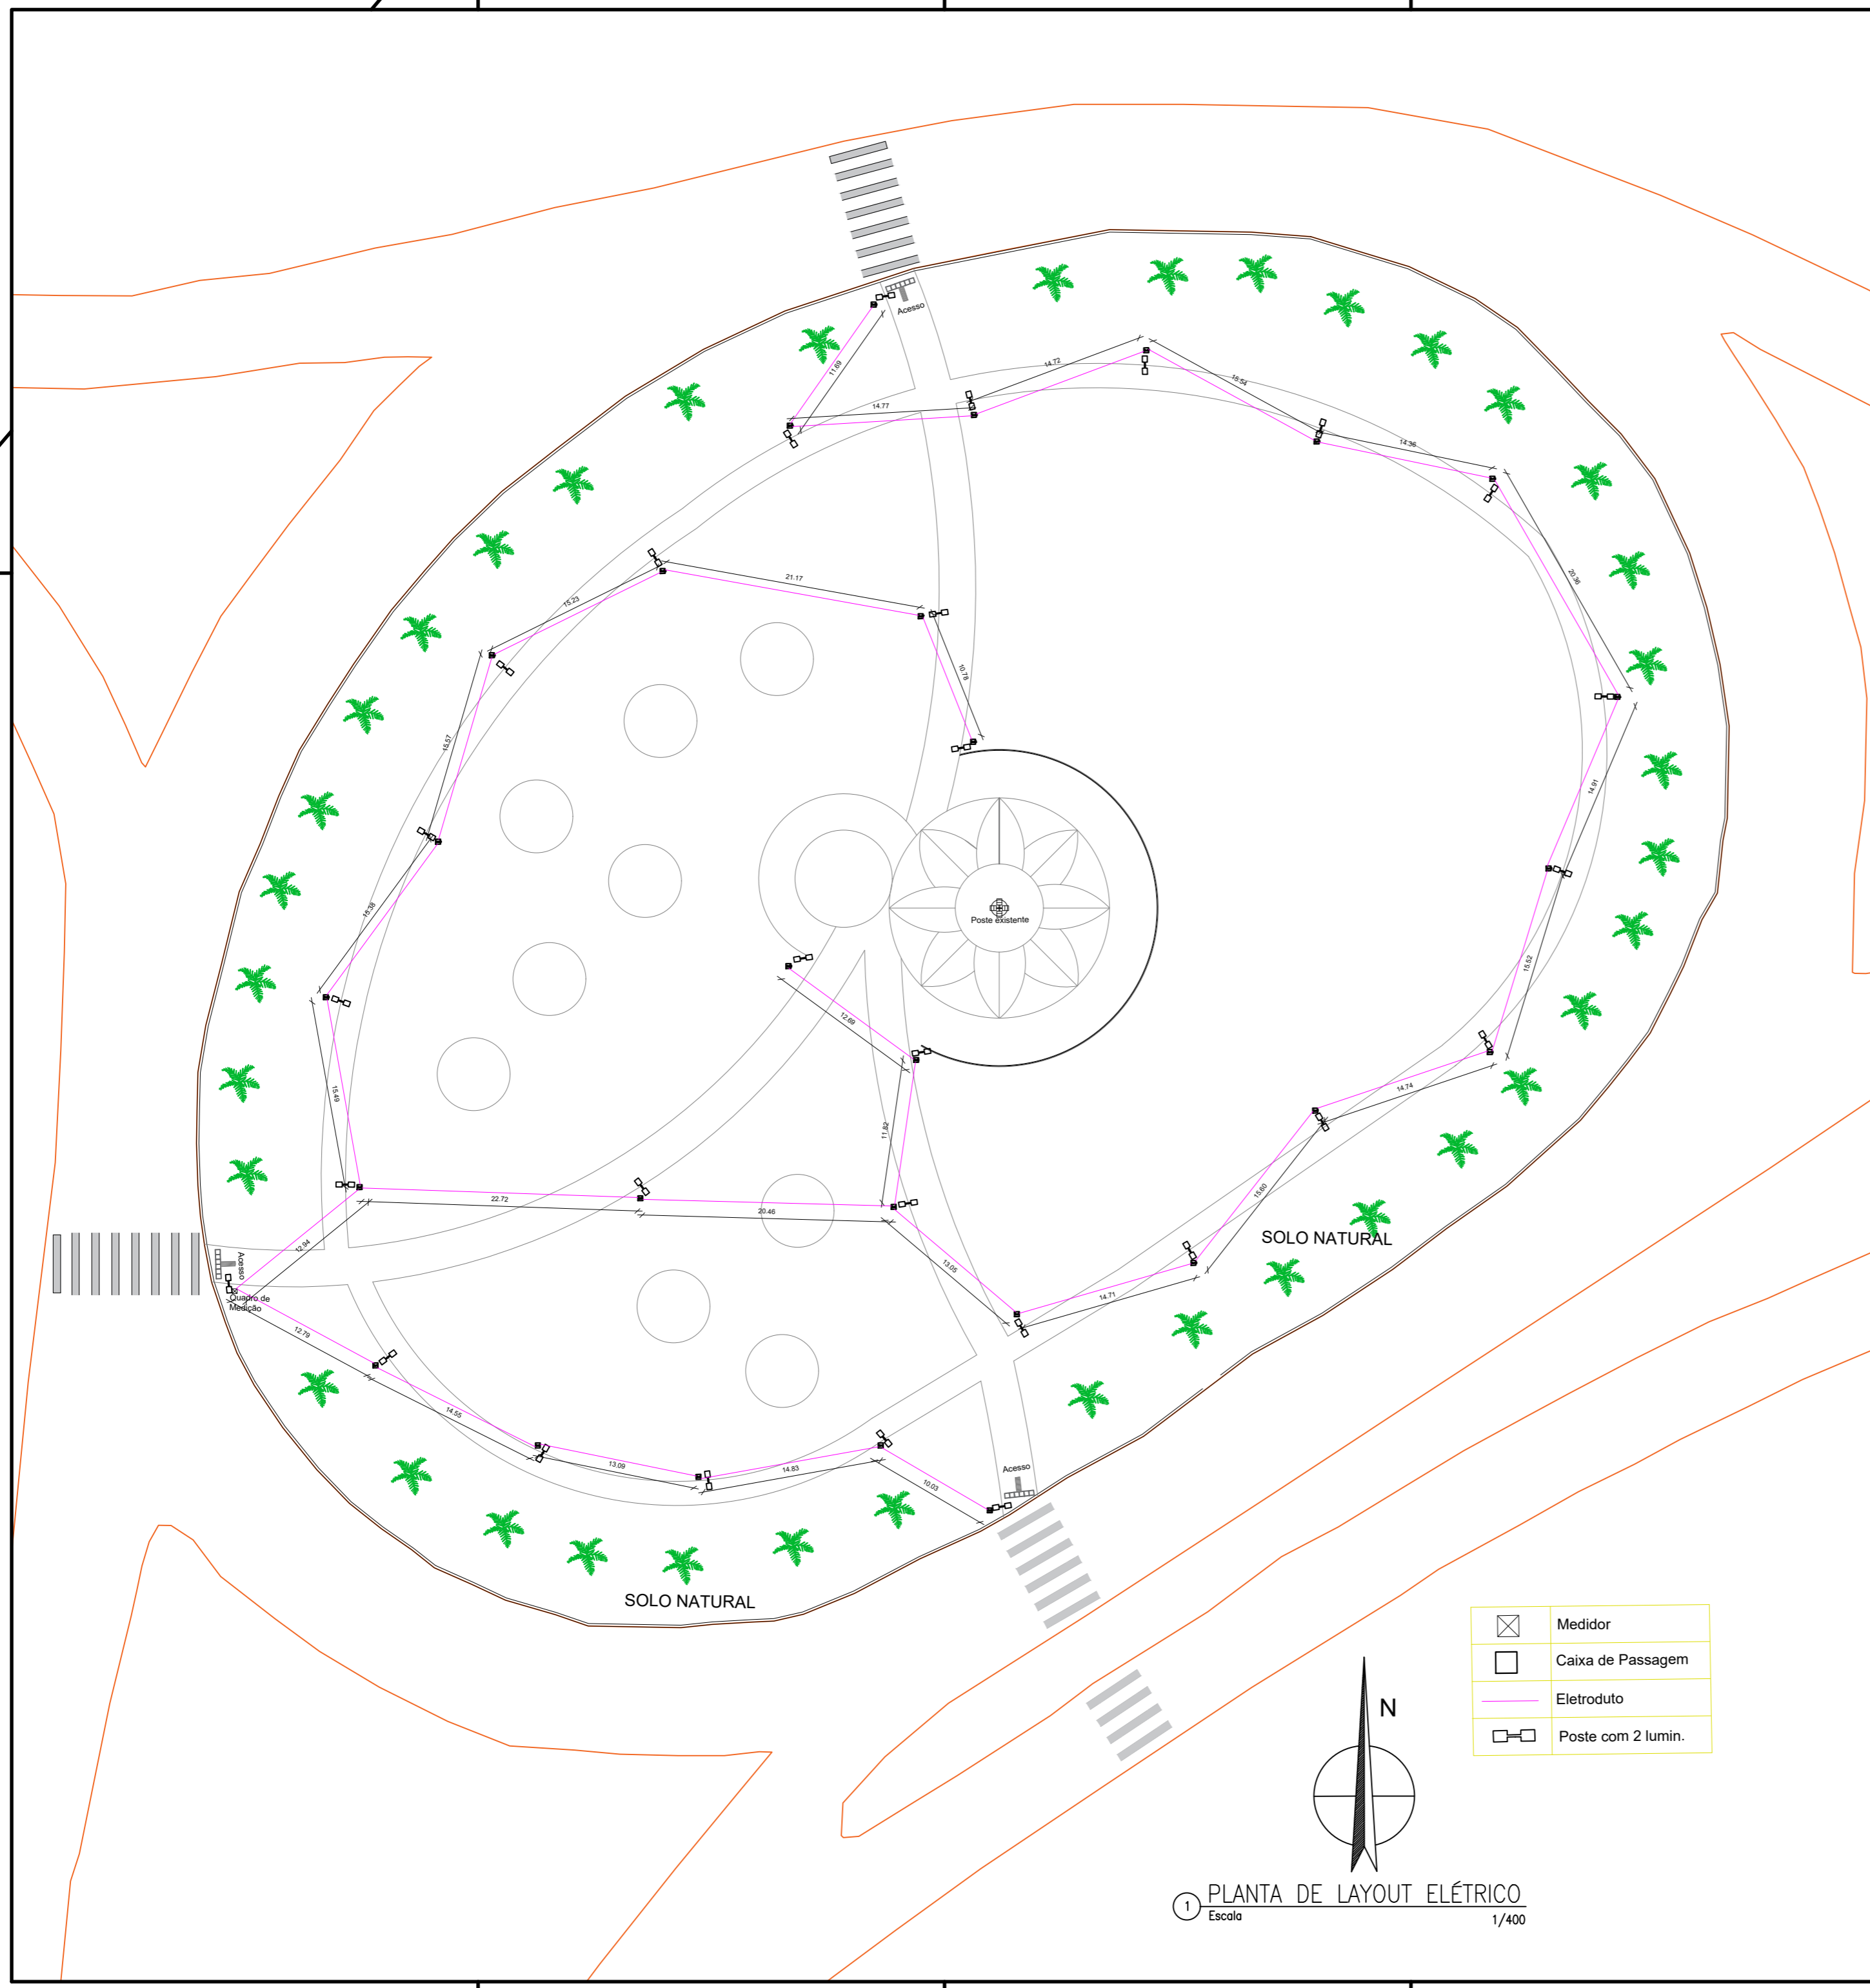 Acesso
11.69
14.77
14.72
15.54
14.36
20.36
15.23
21.17
10.78
15.57
14.91
15.38
Poste existente
15.52
12.69
15.49
11.82
14.74
22.72
20.46
15.60
SOLO NATURAL
12.94
Acesso
Quadro de
Medição
13.05
14.71
12.79
14.55
13.09
14.83
10.03
Acesso
SOLO NATURAL
Medidor
Caixa de Passagem
Eletroduto
Poste com 2 lumin.
N
1
PLANTA DE LAYOUT ELÉTRICO
Escala
1/400